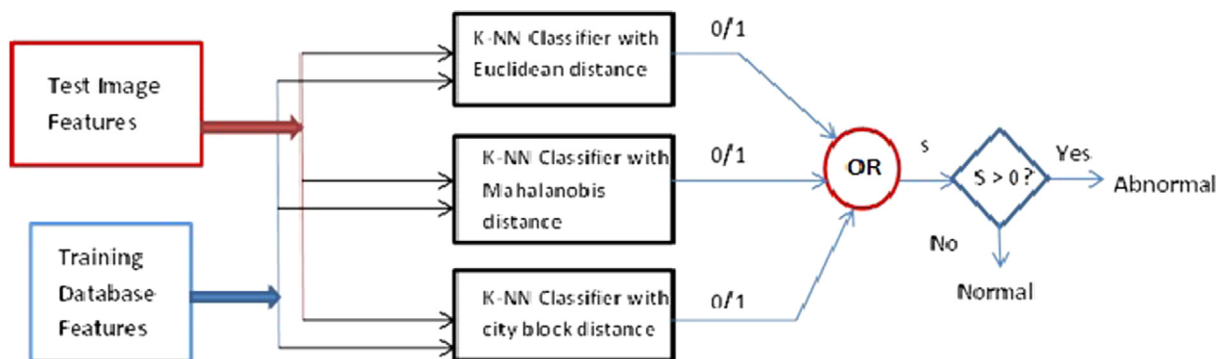 Test Image
Features
Training
Database
Features
K-NN Classifier with
Euclidean distance
K-NN Classifier with
Mahalanobis
distance
K-NN Classifier with
city block distance
0/1
0/1
0/1
OR
s
S > 0?
Yes
Abnormal
No
Normal